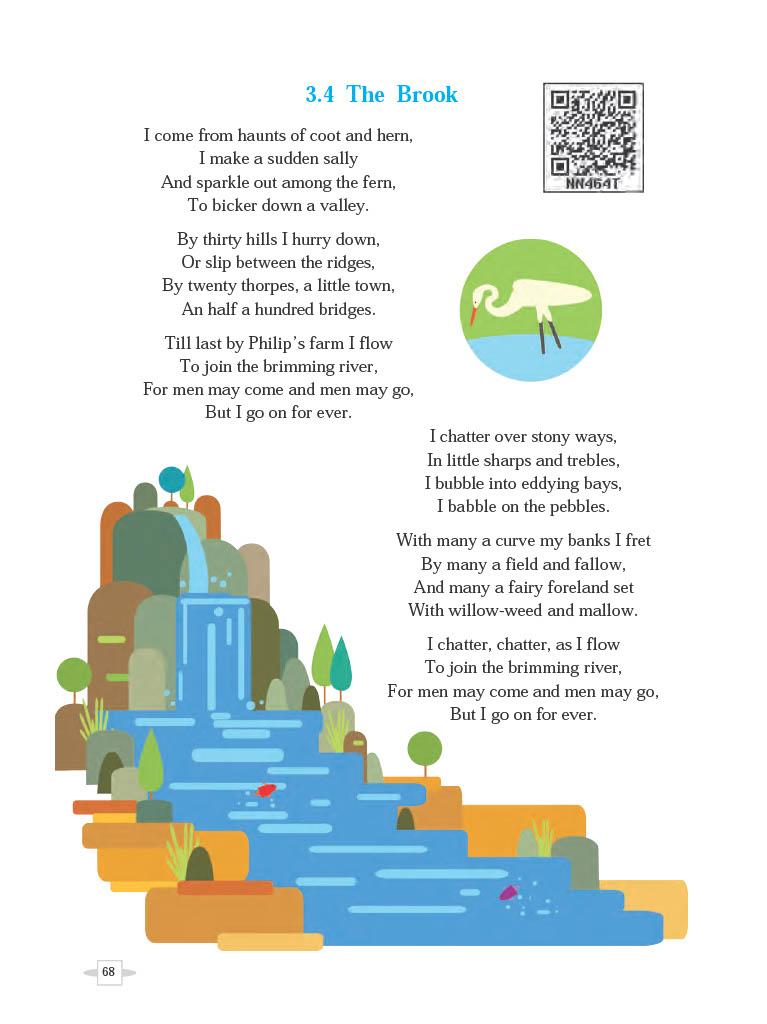 3.4 The Brook
NN464T
I come from haunts of coot and hern,
I make a sudden sally
And sparkle out among the fern,
To bicker down a valley.
By thirty hills I hurry down,
Or slip between the ridges,
By twenty thorpes, a little town,
An half a hundred bridges.
Till last by Philip’s farm I flow
To join the brimming river,
For men may come and men may go,
But I go on for ever.
I chatter over stony ways,
In little sharps and trebles,
I bubble into eddying bays,
I babble on the pebbles.
With many a curve my banks I fret
By many a field and fallow,
And many a fairy foreland set
With willow-weed and mallow.
I chatter, chatter, as I flow
To join the brimming river,
For men may come and men may go,
But I go on for ever.
68